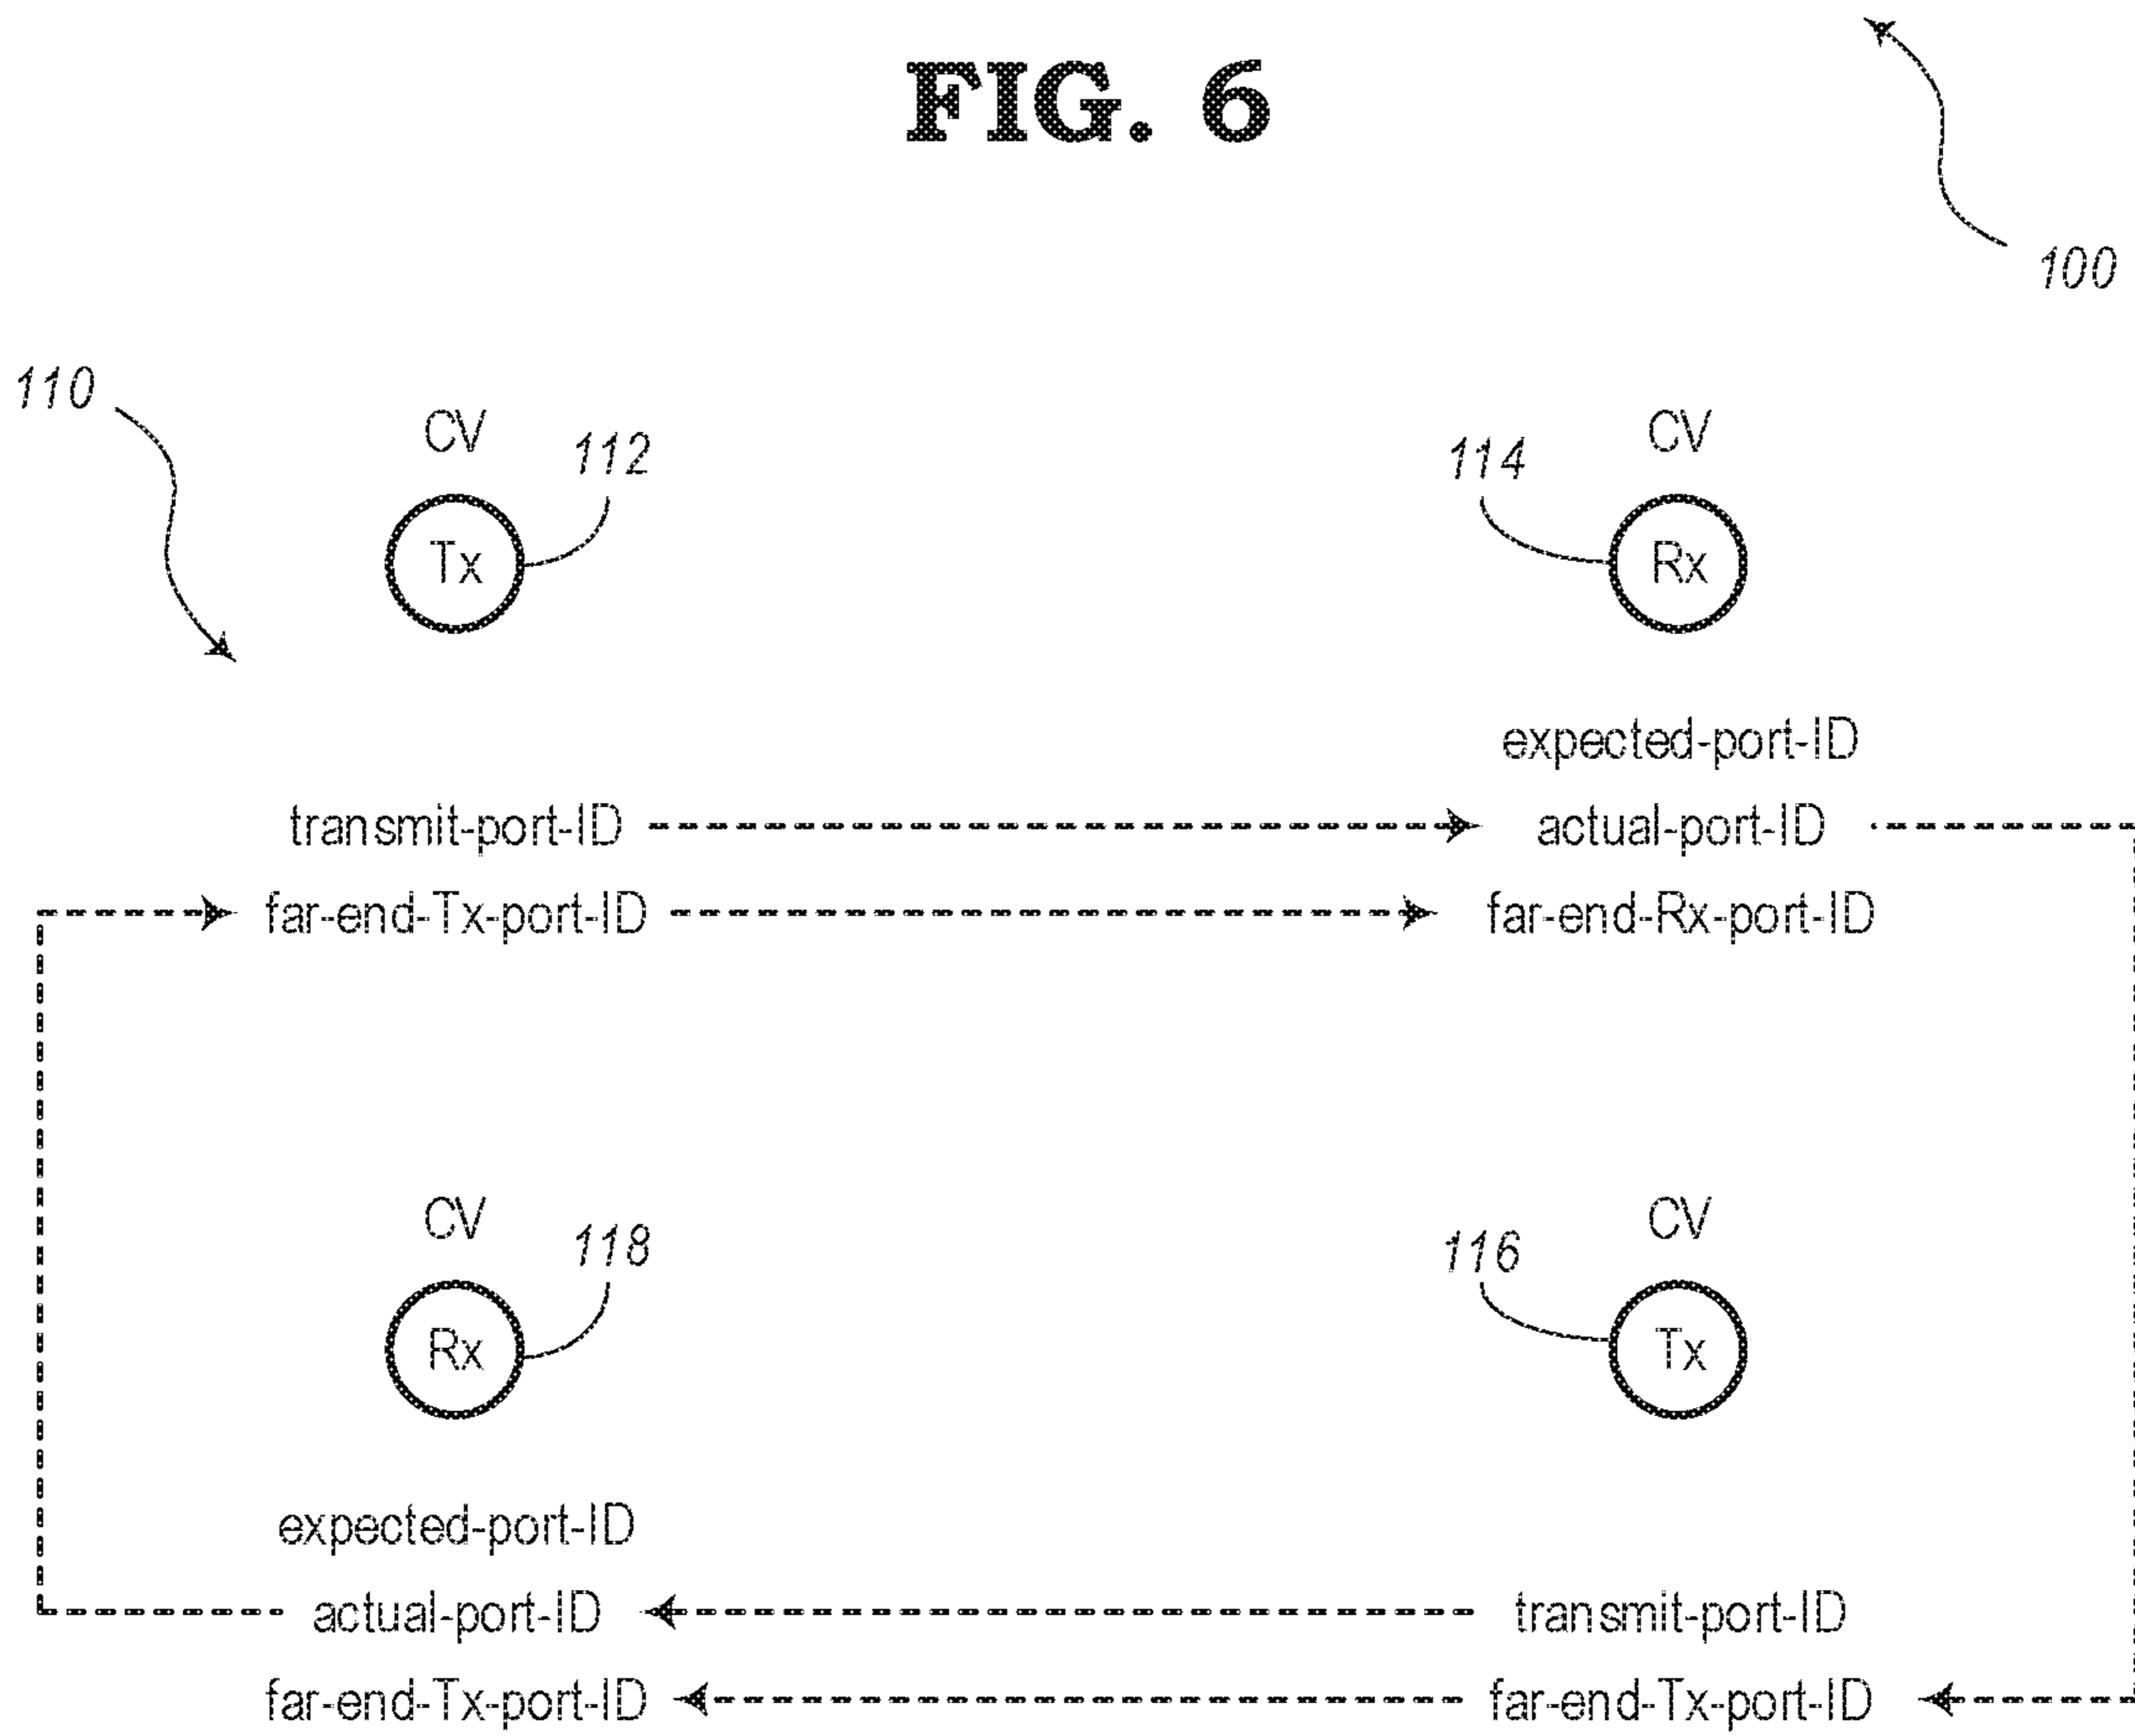 FIG. 6
100
110
CV
112
114
CV
Tx
Rx
expected-port-ID
transmit-port-ID
actual-port-ID
far-end-Tx-port-ID
far-end-Rx-port-ID
CV
118
116
CV
Rx
Tx
expected-port-ID
actual-port-ID
transmit-port-ID
far-end-Tx-port-ID
far-end-Tx-port-ID